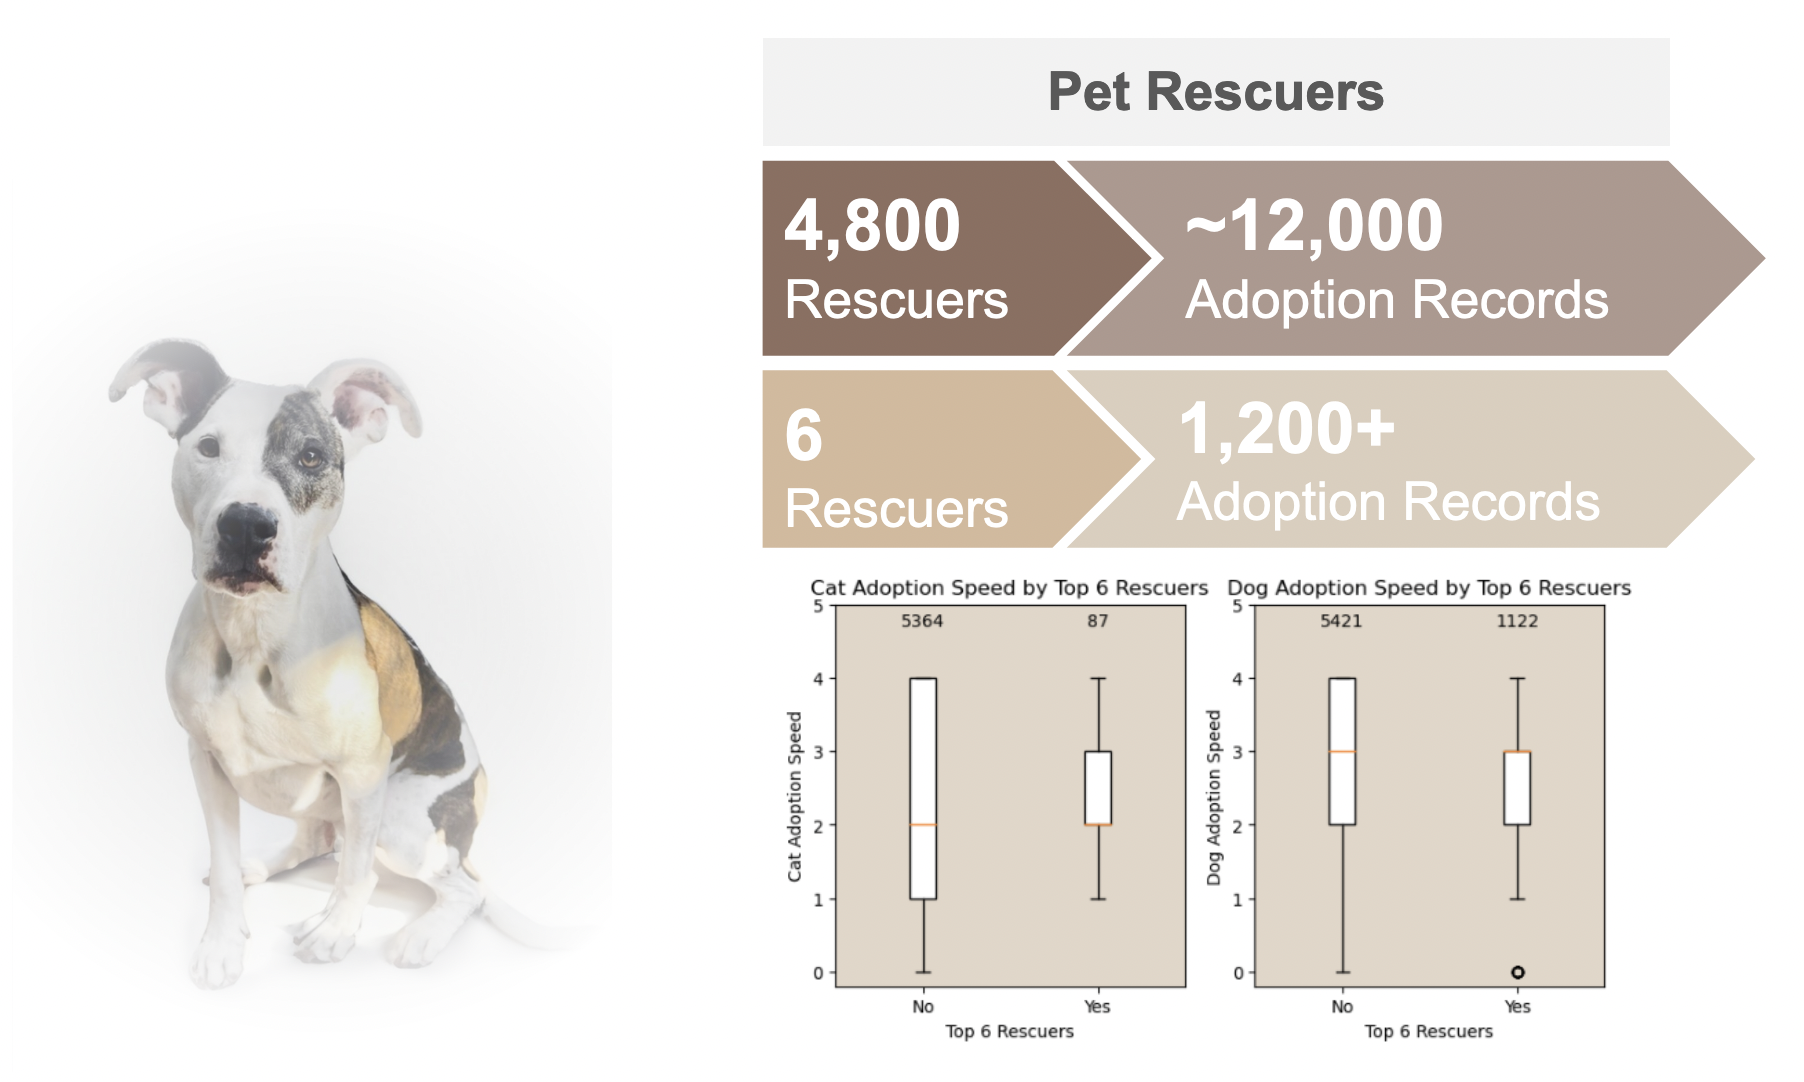 Pet Rescuers
4,800
Rescuers
~12,000
Adoption Records
6
Rescuers
1,200+
Adoption Records
Cat Adoption Speed by Top 6 Rescuers
5
4
3
2
1
0
Cat Adoption Speed
5364
87
No
Yes
Top 6 Rescuers
Dog Adoption Speed by Top 6 Rescuers
5
4
3
2
1
0
Dog Adoption Speed
5421
1122
No
Yes
Top 6 Rescuers